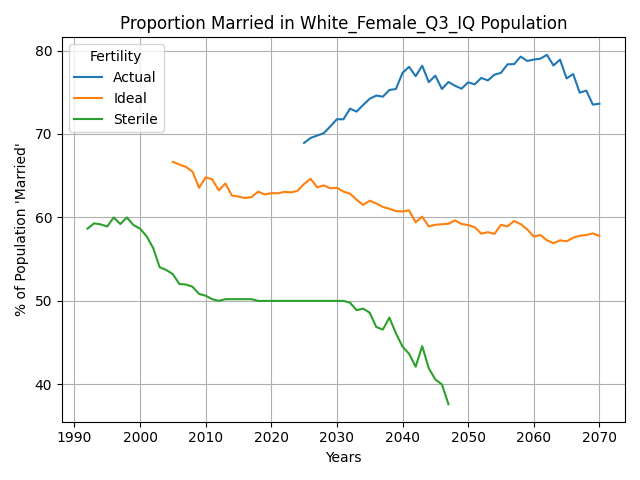 Proportion Married in White_Female_Q3_IQ Population
% of Population 'Married'
80
70
60
50
40
Fertility
Actual
Ideal
Sterile
1990 2000 2010 2020 2030 2040 2050 2060 2070
Years